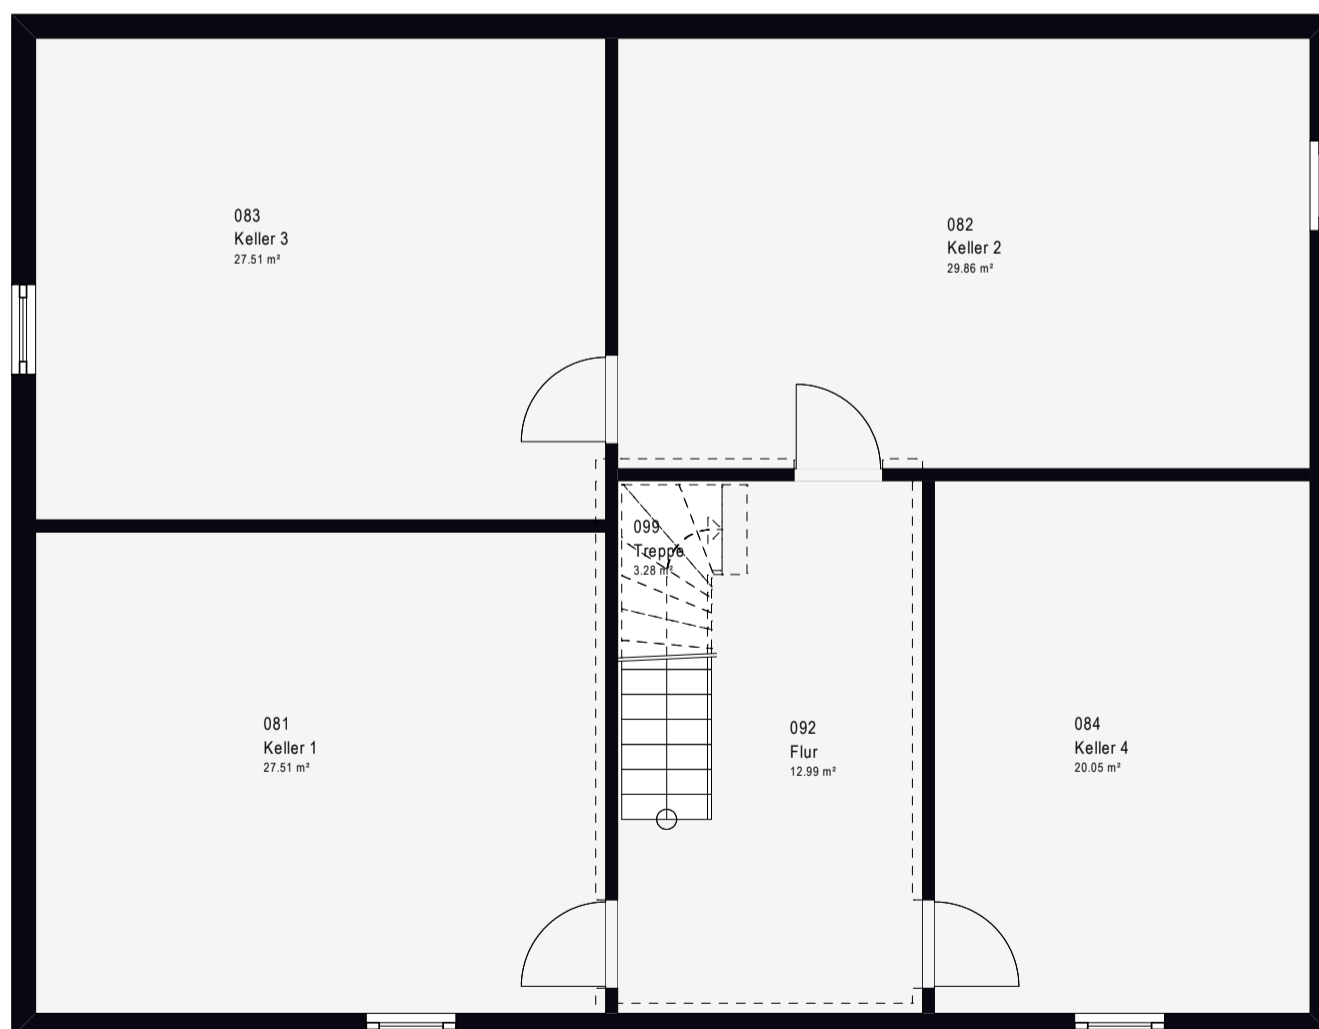 083
Keller 3
27.51 m²
082
Keller 2
29.86 m²
099
Treppe
3.28 m²
081
Keller 1
27.51 m²
092
Flur
12.99 m²
084
Keller 4
20.05 m²